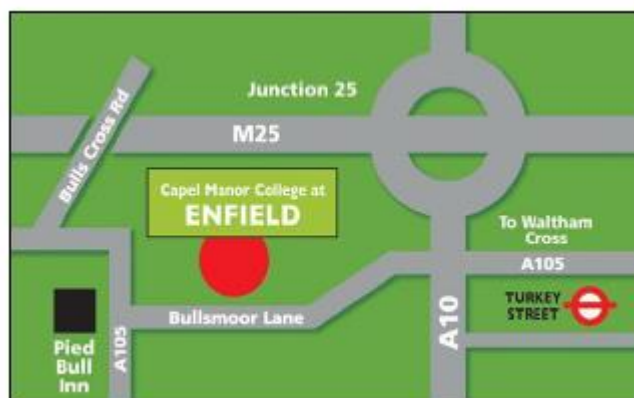 Junction 25
M25
Bulls Cross Rd
Capel Manor College at
ENFIELD
To Waltham
Cross
A105
TURKEY
STREET
Bullsmoor Lane
A10
A105
Pied
Bull
Inn